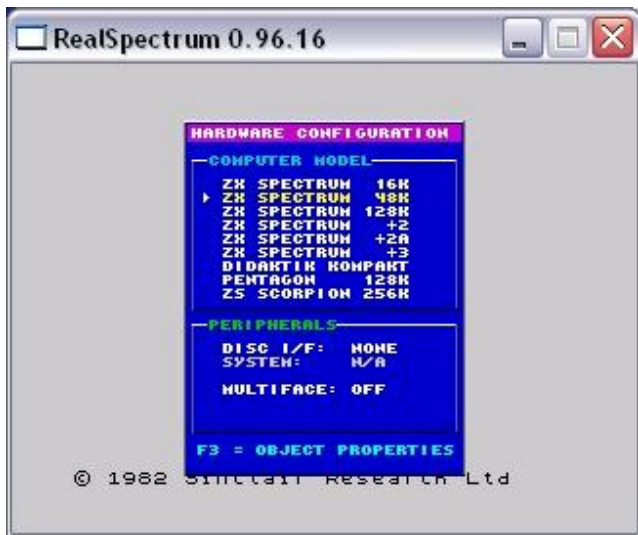 RealSpectrum 0.96.16
HARDWARE CONFIGURATION
COMPUTER MODEL
ZX SPECTRUM 16K
ZX SPECTRUM 48K
ZX SPECTRUM 128K
ZX SPECTRUM +2
ZX SPECTRUM +2A
ZX SPECTRUM +3
DIDAKTIK KOMPAKT
PENTAGON 128K
ZS SCORPION 256K
PERIPHERALS
DISC I/F: NONE
SYSTEM: N/A
MULTIFACE: OFF
F3 = OBJECT PROPERTIES
© 1982 Sinclair Research Ltd